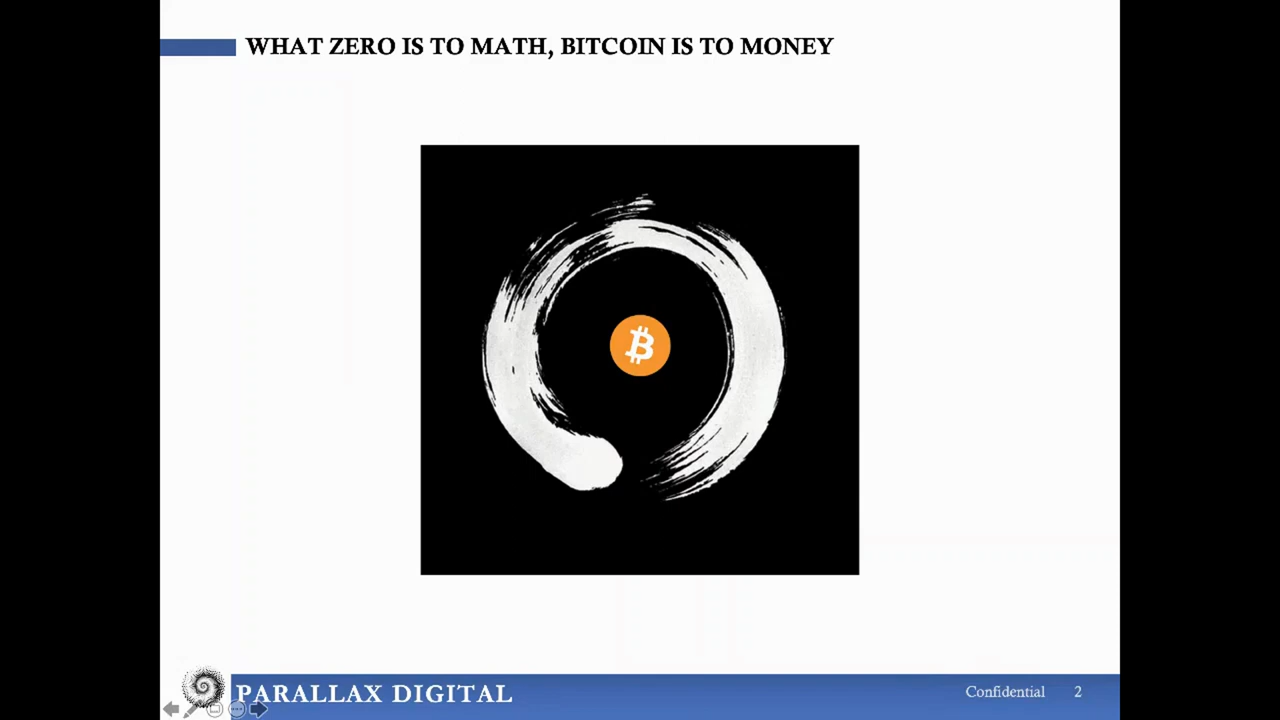 WHAT ZERO IS TO MATH, BITCOIN IS TO MONEY
PARALLAX DIGITAL
Confidential 2